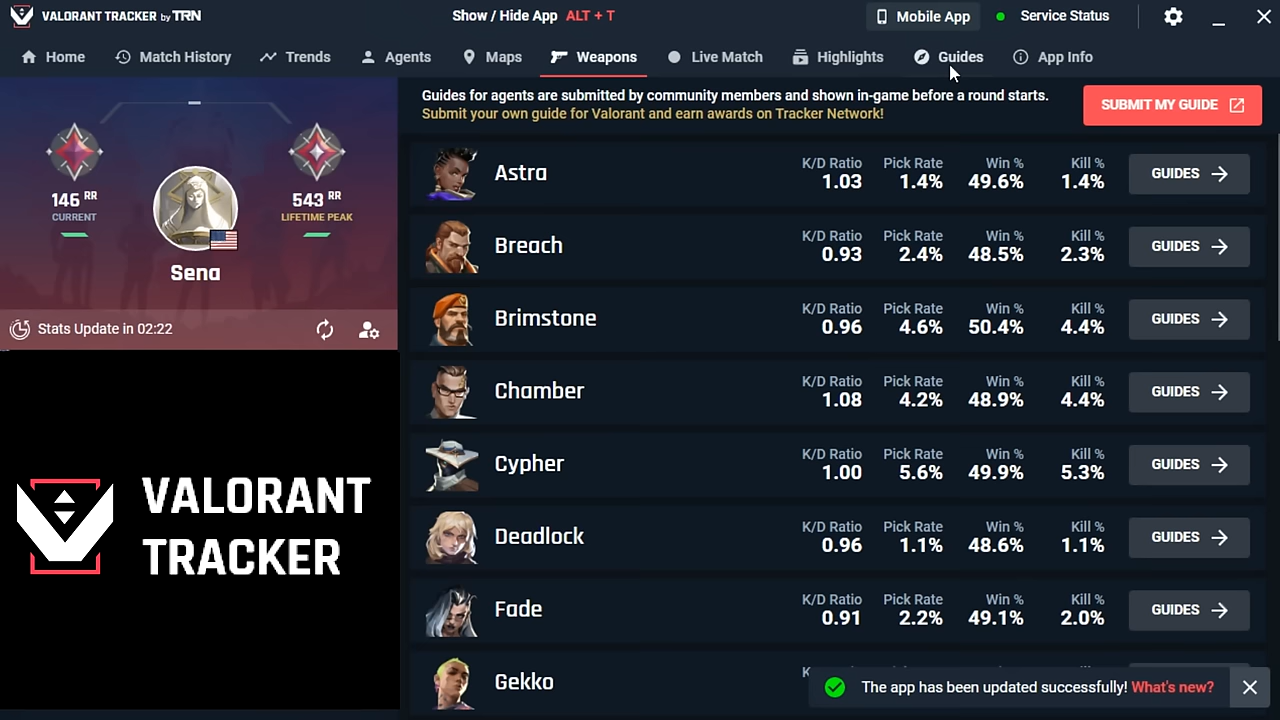 VALORANT TRACKER by TRN
Show / Hide App ALT + T
Mobile App
Service Status
Home
Match History
Trends
Agents
Maps
Weapons
Live Match
Highlights
Guides
App Info
146 RR
CURRENT
543 RR
LIFETIME PEAK
Sena
Stats Update in 02:22
VALORANT
TRACKER
Guides for agents are submitted by community members and shown in-game before a round starts.
Submit your own guide for Valorant and earn awards on Tracker Network!
SUBMIT MY GUIDE
Astra
K/D Ratio Pick Rate Win % Kill %
1.03 1.4% 49.6% 1.4%
GUIDES
Breach
K/D Ratio Pick Rate Win % Kill %
0.93 2.4% 48.5% 2.3%
GUIDES
Brimstone
K/D Ratio Pick Rate Win % Kill %
0.96 4.6% 50.4% 4.4%
GUIDES
Chamber
K/D Ratio Pick Rate Win % Kill %
1.08 4.2% 48.9% 4.4%
GUIDES
Cypher
K/D Ratio Pick Rate Win % Kill %
1.00 5.6% 49.9% 5.3%
GUIDES
Deadlock
K/D Ratio Pick Rate Win % Kill %
0.96 1.1% 48.6% 1.1%
GUIDES
Fade
K/D Ratio Pick Rate Win % Kill %
0.91 2.2% 49.1% 2.0%
GUIDES
Gekko
The app has been updated successfully! What's new?